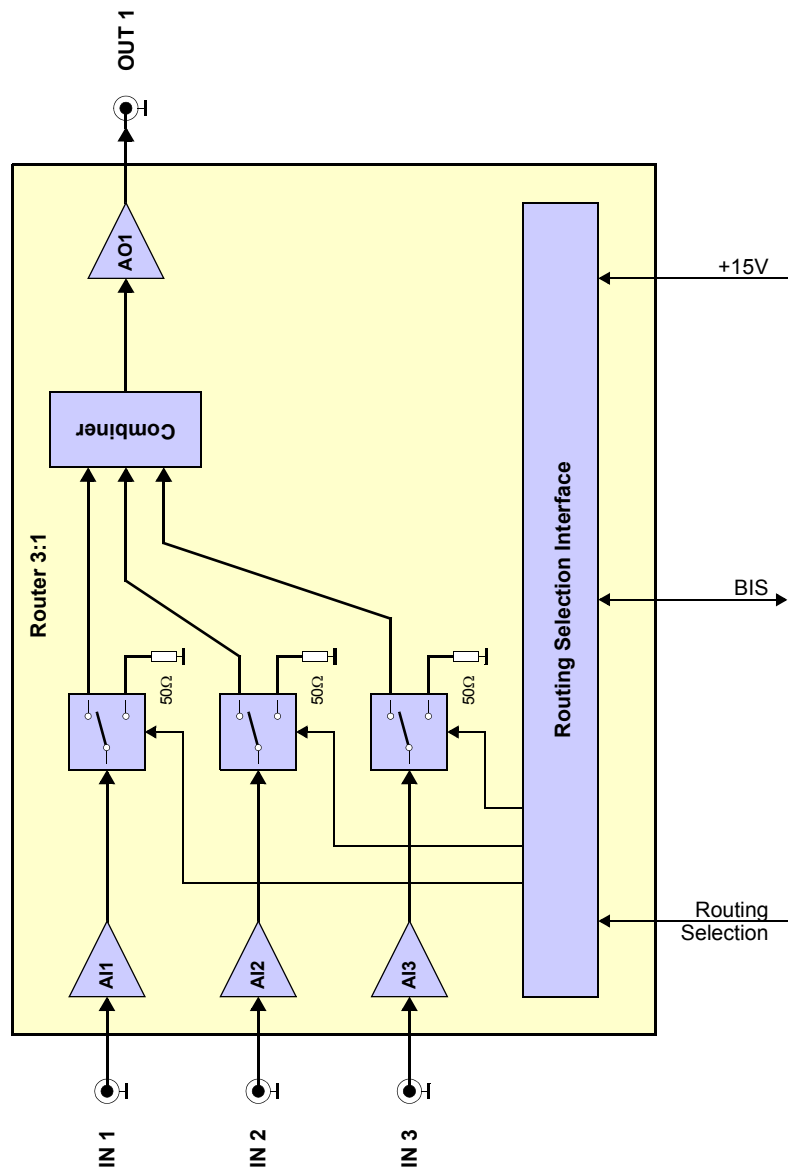 Router 3:1
IN 1
IN 2
IN 3
AI1
AI2
AI3
50Ω
50Ω
50Ω
Combiner
AO1
OUT 1
Routing Selection Interface
Routing
Selection
BIS
+15V